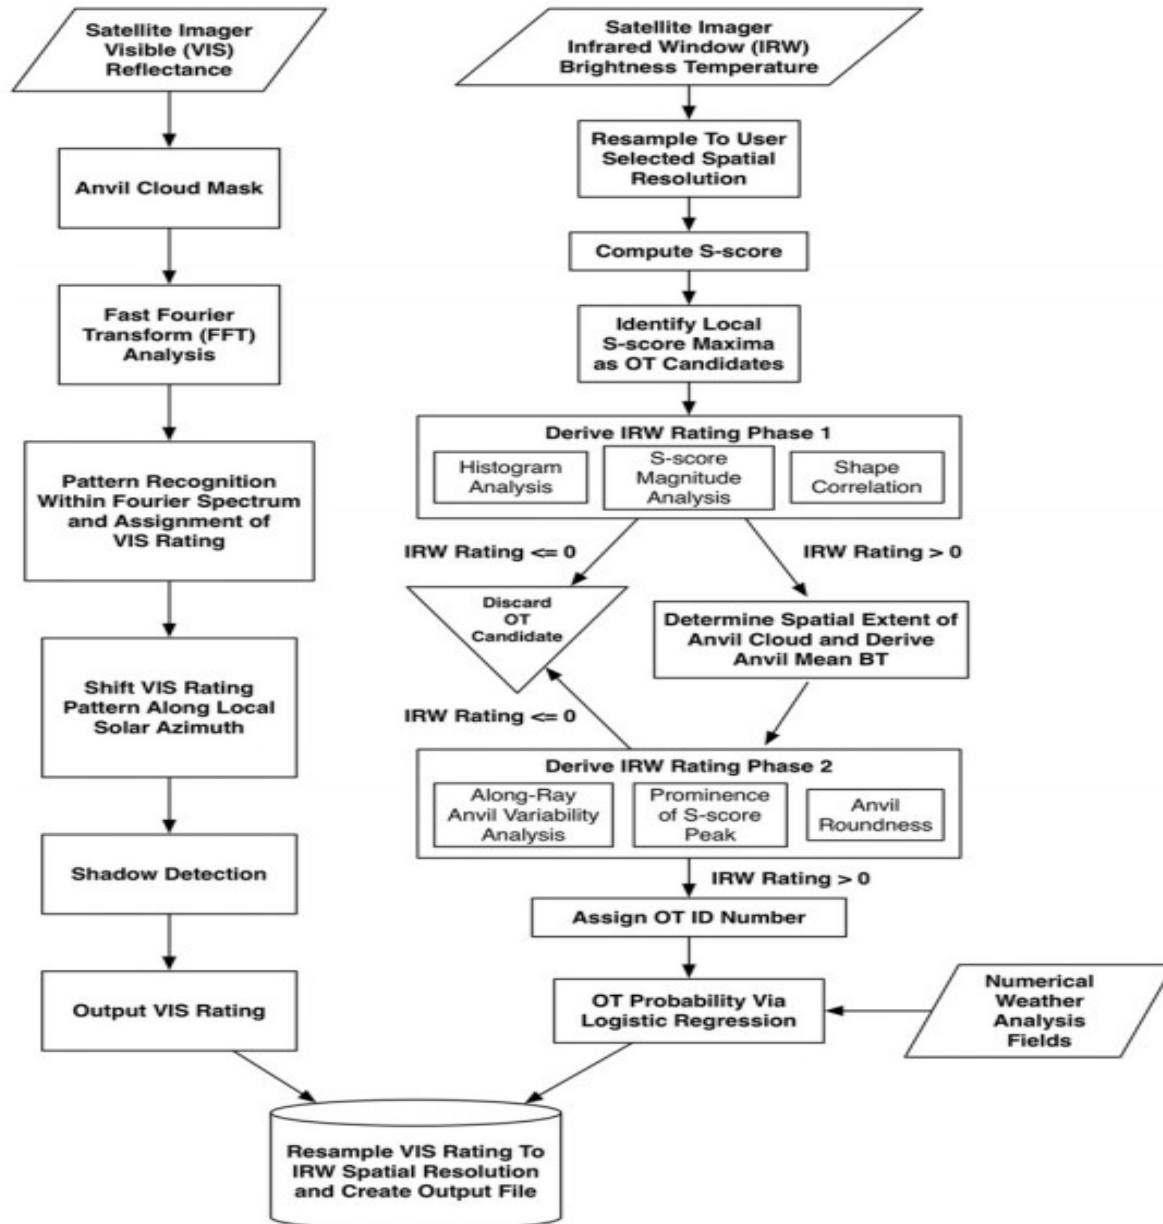 Satellite Imager
Visible (VIS)
Reflectance
Anvil Cloud Mask
Fast Fourier
Transform (FFT)
Analysis
Pattern Recognition
Within Fourier Spectrum
and Assignment of
VIS Rating
Shift VIS Rating
Pattern Along Local
Solar Azimuth
Shadow Detection
Output VIS Rating
Satellite Imager
Infrared Window (IRW)
Brightness Temperature
Resample To User
Selected Spatial
Resolution
Compute S-score
Identify Local
S-score Maxima
as OT Candidates
Derive IRW Rating Phase 1
Histogram
Analysis
S-score
Magnitude
Analysis
Shape
Correlation
IRW Rating <= 0
IRW Rating > 0
Discard
OT
Candidate
Determine Spatial Extent of
Anvil Cloud and Derive
Anvil Mean BT
IRW Rating <= 0
Derive IRW Rating Phase 2
Along-Ray
Anvil Variability
Analysis
Prominence
of S-score
Peak
Anvil
Roundness
IRW Rating > 0
Assign OT ID Number
OT Probability Via
Logistic Regression
Numerical
Weather
Analysis
Fields
Resample VIS Rating To
IRW Spatial Resolution
and Create Output File